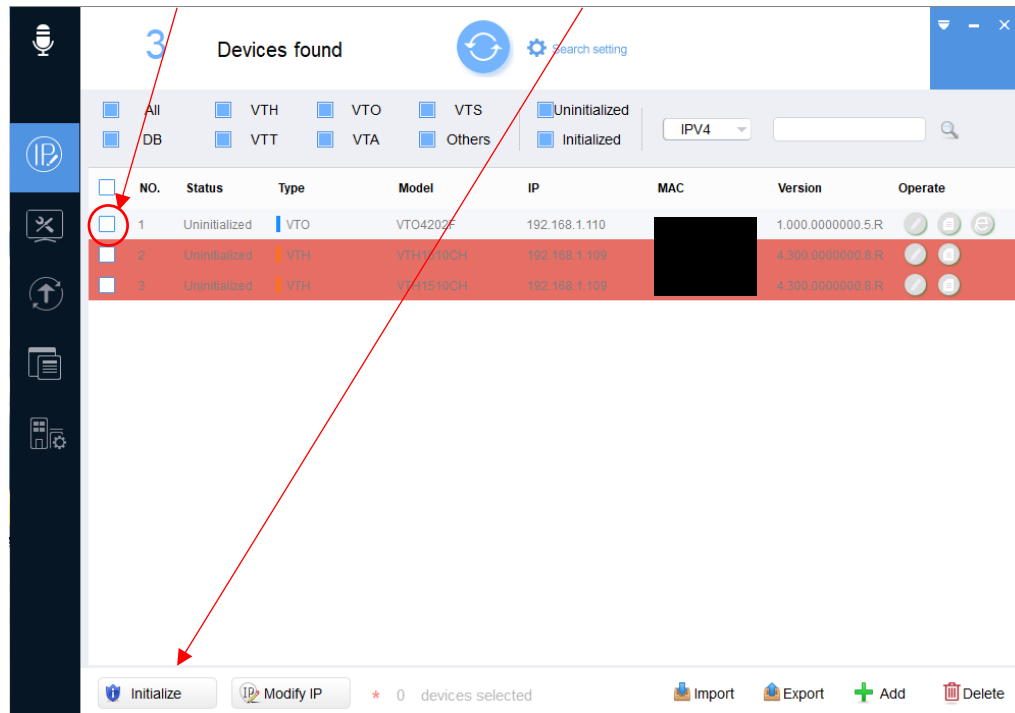 3 Devices found Search setting
All VTH VTO VTS Uninitialized
DB VTT VTA Others Initialized
IPV4
NO. Status Type Model IP MAC Version Operate
1 Uninitialized VTO VTO4202F 192.168.1.110 1.000.0000000.5.R
2 Uninitialized VTH VTH1510CH 192.168.1.109 4.300.0000000.8.R
3 Uninitialized VTH VTH1510CH 192.168.1.109 4.300.0000000.8.R
Initialize IP Modify IP * 0 devices selected Import Export Add Delete
IP